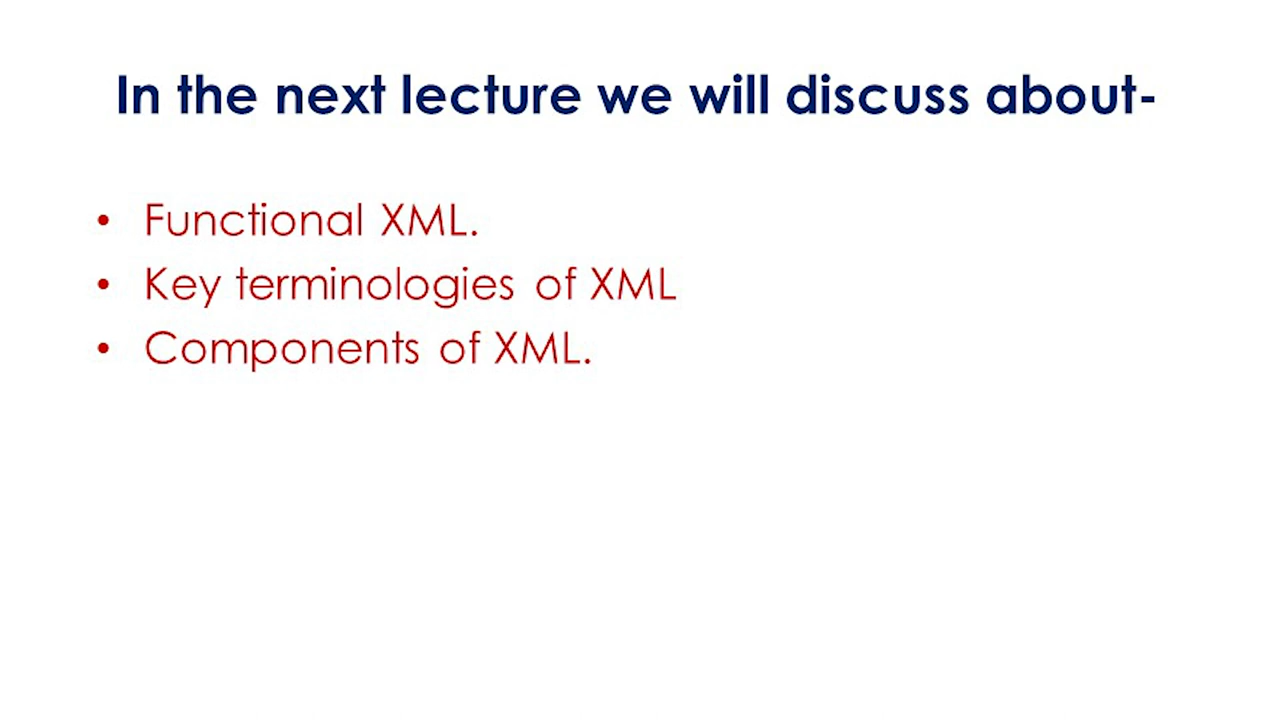 In the next lecture we will discuss about-
• Functional XML.
• Key terminologies of XML
• Components of XML.